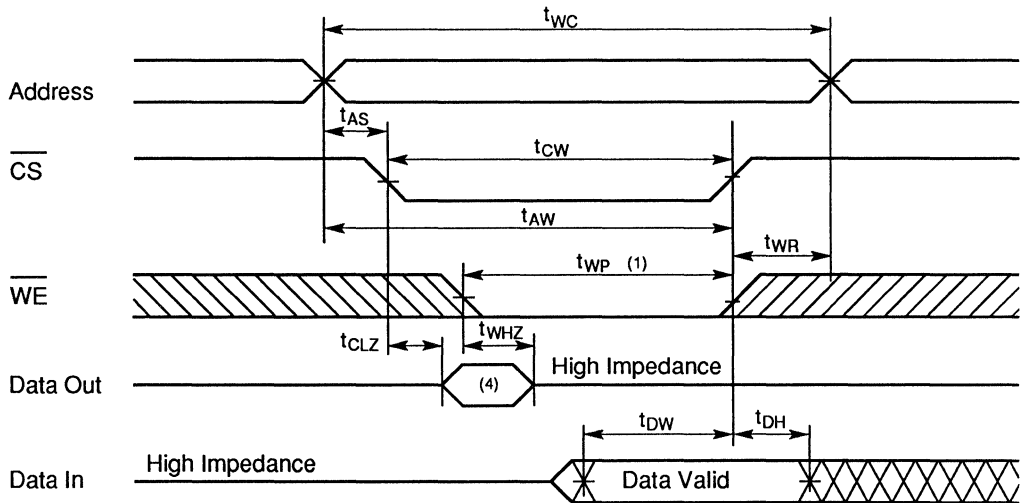 tWC
Address
tAS
CS
tCW
tAW
tWR
WE
tWP (1)
tCLZ
tWHZ
Data Out
(4)
High Impedance
tDW
tDH
Data In
High Impedance
Data Valid